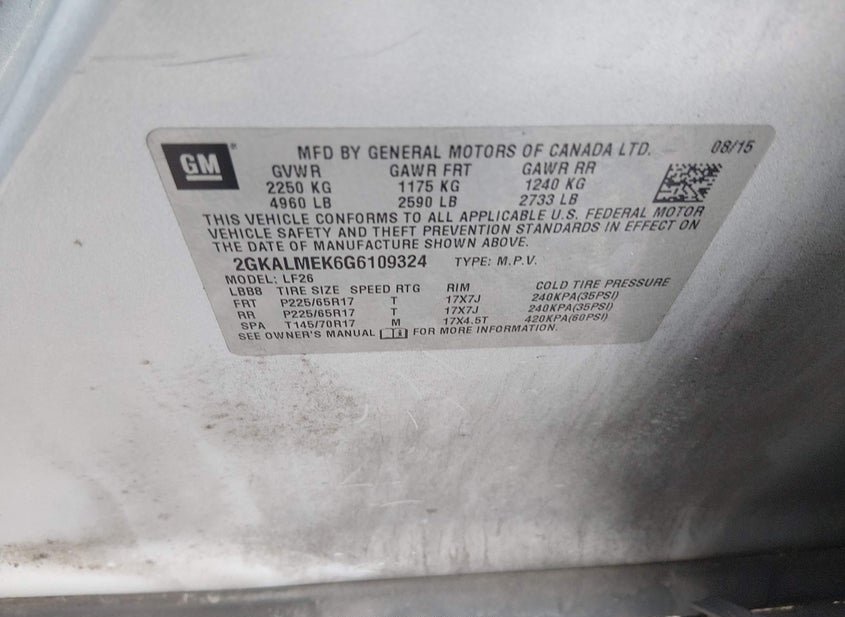 GM
MFD BY GENERAL MOTORS OF CANADA LTD. 08/15
GVWR GAWR FRT GAWR RR
2250 KG 1175 KG 1240 KG
4960 LB 2590 LB 2733 LB
THIS VEHICLE CONFORMS TO ALL APPLICABLE U.S. FEDERAL MOTOR
VEHICLE SAFETY AND THEFT PREVENTION STANDARDS IN EFFECT ON
THE DATE OF MANUFACTURE SHOWN ABOVE.
2GKALMEK6G6109324 TYPE: M.P.V.
MODEL: LF26
LBB8 TIRE SIZE SPEED RTG RIM COLD TIRE PRESSURE
FRT P225/65R17 T 17X7J 240KPA(35PSI)
RR P225/65R17 T 17X7J 240KPA(35PSI)
SPA T145/70R17 M 17X4.5T 420KPA(60PSI)
SEE OWNER'S MANUAL FOR MORE INFORMATION.